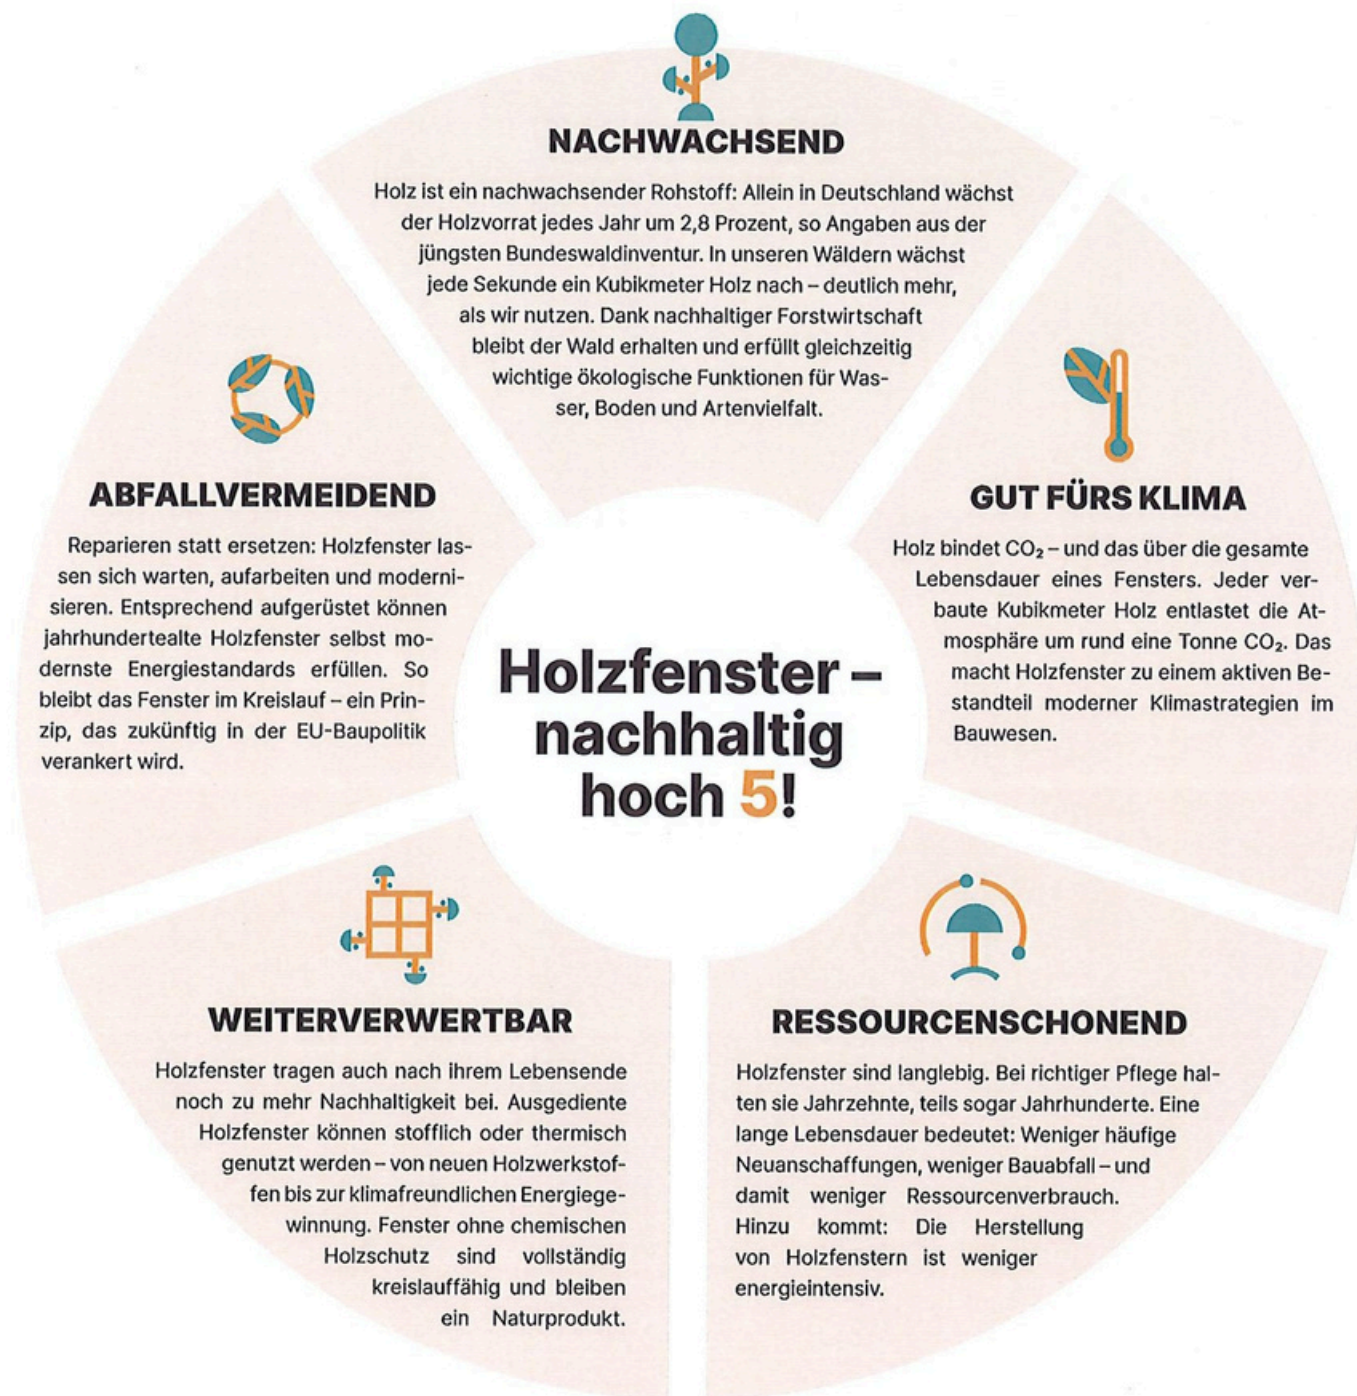 NACHWACHSEND
Holz ist ein nachwachsender Rohstoff: Allein in Deutschland wächst
der Holzvorrat jedes Jahr um 2,8 Prozent, so Angaben aus der
jüngsten Bundeswaldinventur. In unseren Wäldern wächst
jede Sekunde ein Kubikmeter Holz nach – deutlich mehr,
als wir nutzen. Dank nachhaltiger Forstwirtschaft
bleibt der Wald erhalten und erfüllt gleichzeitig
wichtige ökologische Funktionen für Was-
ser, Boden und Artenvielfalt.
GUT FÜRS KLIMA
Holz bindet CO₂ – und das über die gesamte
Lebensdauer eines Fensters. Jeder ver-
baute Kubikmeter Holz entlastet die At-
mosphäre um rund eine Tonne CO₂. Das
macht Holzfenster zu einem aktiven Be-
standteil moderner Klimastrategien im
Bauwesen.
RESSOURCENSCHONEND
Holzfenster sind langlebig. Bei richtiger Pflege hal-
ten sie Jahrzehnte, teils sogar Jahrhunderte. Eine
lange Lebensdauer bedeutet: Weniger häufige
Neuanschaffungen, weniger Bauabfall – und
damit weniger Ressourcenverbrauch.
Hinzu kommt: Die Herstellung
von Holzfenstern ist weniger
energieintensiv.
WEITERVERWERTBAR
Holzfenster tragen auch nach ihrem Lebensende
noch zu mehr Nachhaltigkeit bei. Ausgediente
Holzfenster können stofflich oder thermisch
genutzt werden – von neuen Holzwerkstof-
fen bis zur klimafreundlichen Energiege-
winnung. Fenster ohne chemischen
Holzschutz sind vollständig
kreislauffähig und bleiben
ein Naturprodukt.
ABFALLVERMEIDEND
Reparieren statt ersetzen: Holzfenster las-
sen sich warten, aufarbeiten und moderni-
sieren. Entsprechend aufgerüstet können
jahrhundertealte Holzfenster selbst mo-
dernste Energiestandards erfüllen. So
bleibt das Fenster im Kreislauf – ein Prin-
zip, das zukünftig in der EU-Baupolitik
verankert wird.
Holzfenster –
nachhaltig
hoch 5!